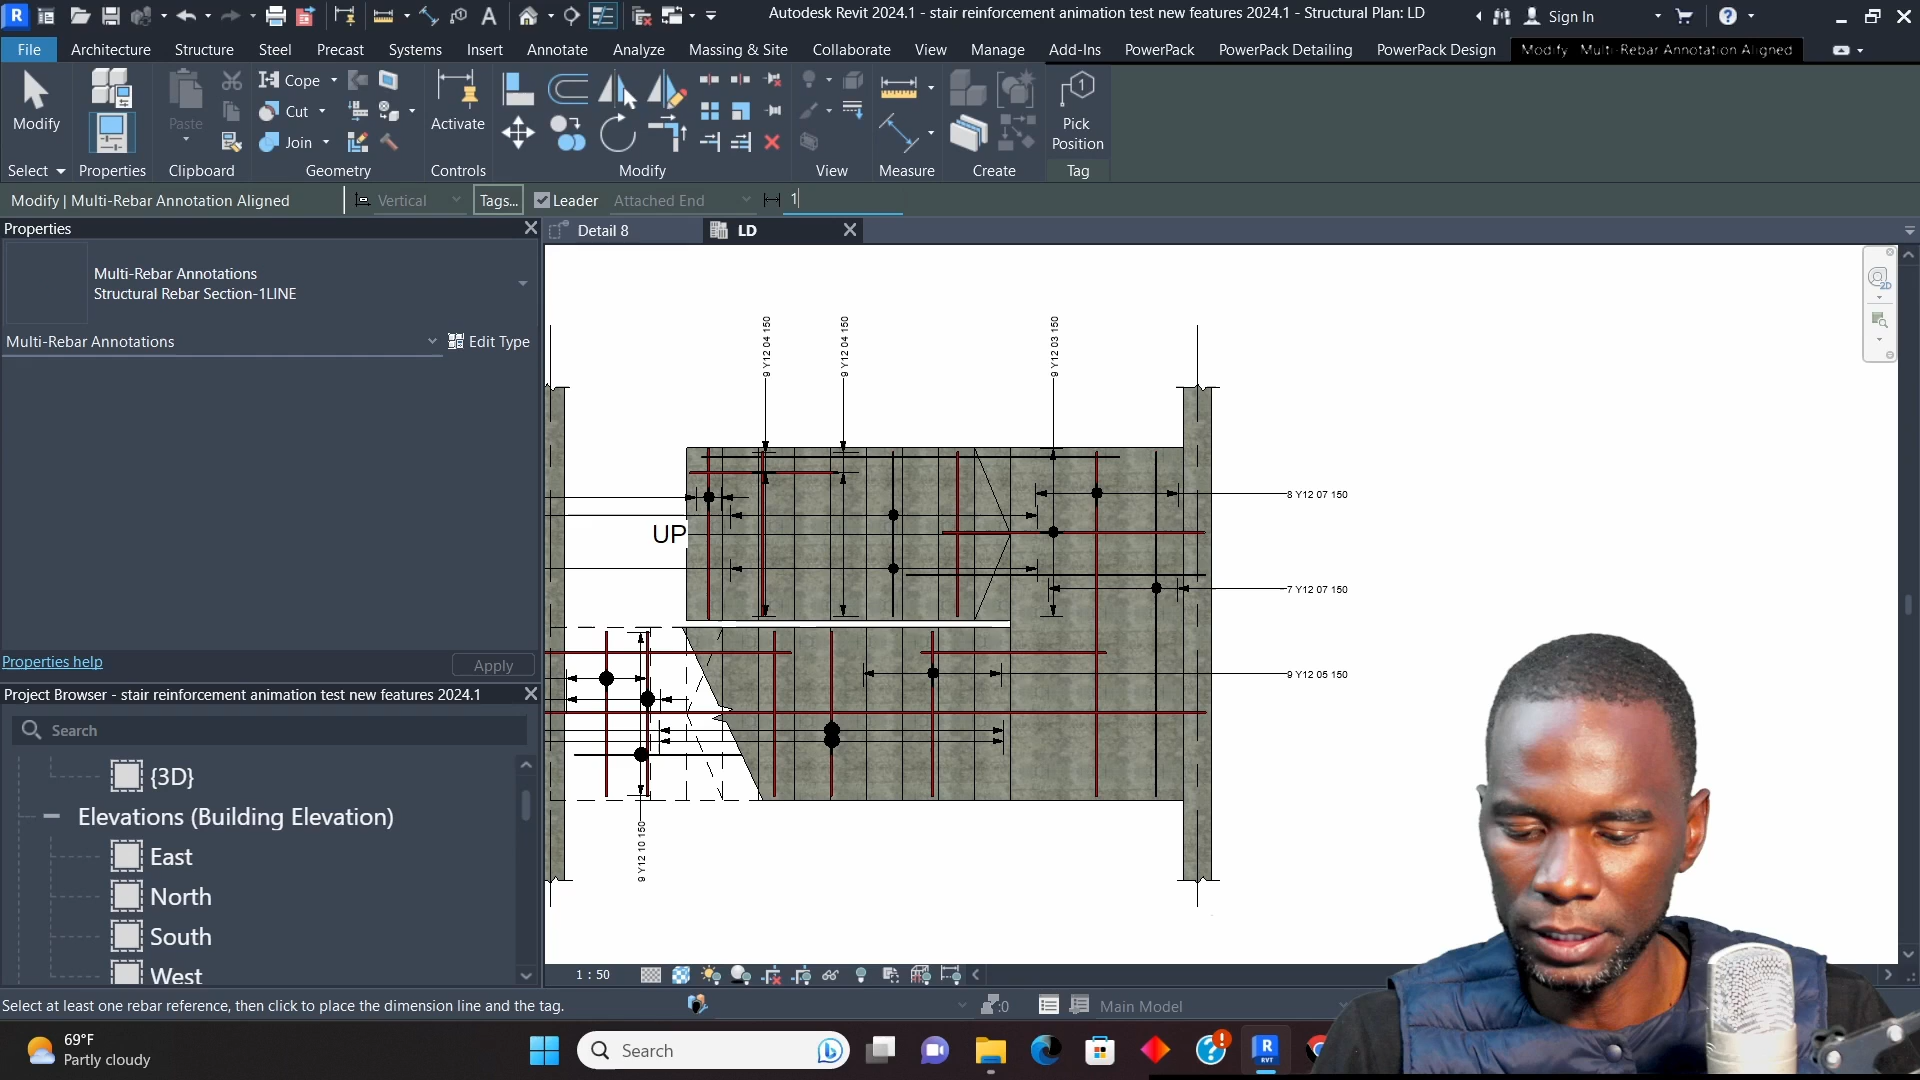 Autodesk Revit 2024.1 - stair reinforcement animation test new features 2024.1 - Structural Plan: LD
Sign In
File Architecture Structure Steel Precast Systems Insert Annotate Analyze Massing & Site Collaborate View Manage Add-Ins PowerPack PowerPack Detailing PowerPack Design Modify Multi-Rebar Annotation Aligned
Modify
Paste
Cope
Cut
Join
Activate
Pick
Position
Select Properties Clipboard Geometry Controls Modify View Measure Create Tag
Modify | Multi-Rebar Annotation Aligned Vertical Tags... Leader Attached End 1
Properties
Detail 8 LD
Multi-Rebar Annotations
Structural Rebar Section-1LINE
Multi-Rebar Annotations Edit Type
9 Y12 04 150
9 Y12 04 150
9 Y12 03 150
8 Y12 07 150
UP
7 Y12 07 150
9 Y12 05 150
9 Y12 10 150
Properties help Apply
Project Browser - stair reinforcement animation test new features 2024.1
Search
{3D}
Elevations (Building Elevation)
East
North
South
West
1 : 50
Select at least one rebar reference, then click to place the dimension line and the tag.
:0
Main Model
69°F
Partly cloudy
Search
2D
R
RVT